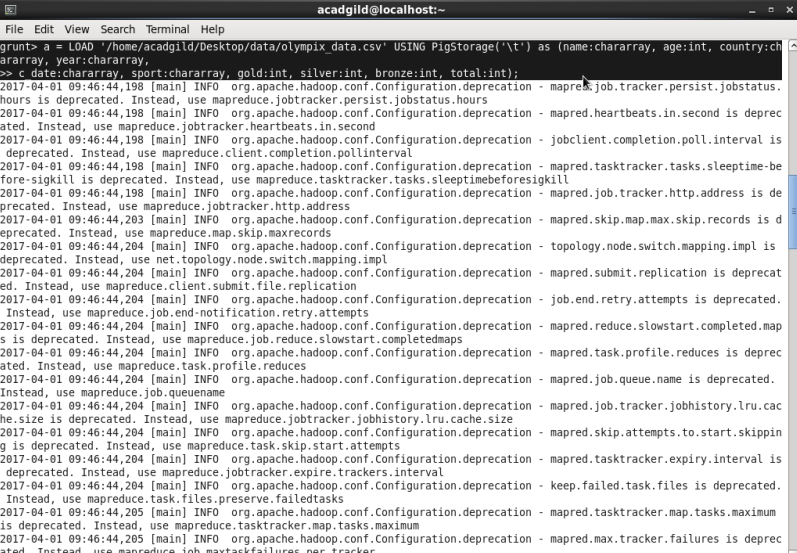 acadgild@localhost:~
File Edit View Search Terminal Help
grunt> a = LOAD '/home/acadgild/Desktop/data/olympix_data.csv' USING PigStorage('\t') as (name:chararray, age:int, country:ch
ararray, year:chararray,
>> c date:chararray, sport:chararray, gold:int, silver:int, bronze:int, total:int);
2017-04-01 09:46:44,198 [main] INFO  org.apache.hadoop.conf.Configuration.deprecation - mapred.job.tracker.persist.jobstatus.
hours is deprecated. Instead, use mapreduce.jobtracker.persist.jobstatus.hours
2017-04-01 09:46:44,198 [main] INFO  org.apache.hadoop.conf.Configuration.deprecation - mapred.heartbeats.in.second is deprec
ated. Instead, use mapreduce.jobtracker.heartbeats.in.second
2017-04-01 09:46:44,198 [main] INFO  org.apache.hadoop.conf.Configuration.deprecation - jobclient.completion.poll.interval is
 deprecated. Instead, use mapreduce.client.completion.pollinterval
2017-04-01 09:46:44,198 [main] INFO  org.apache.hadoop.conf.Configuration.deprecation - mapred.tasktracker.tasks.sleeptime-be
fore-sigkill is deprecated. Instead, use mapreduce.tasktracker.tasks.sleeptimebeforesigkill
2017-04-01 09:46:44,198 [main] INFO  org.apache.hadoop.conf.Configuration.deprecation - mapred.job.tracker.http.address is de
precated. Instead, use mapreduce.jobtracker.http.address
2017-04-01 09:46:44,203 [main] INFO  org.apache.hadoop.conf.Configuration.deprecation - mapred.skip.map.max.skip.records is d
eprecated. Instead, use mapreduce.map.skip.maxrecords
2017-04-01 09:46:44,204 [main] INFO  org.apache.hadoop.conf.Configuration.deprecation - topology.node.switch.mapping.impl is
deprecated. Instead, use net.topology.node.switch.mapping.impl
2017-04-01 09:46:44,204 [main] INFO  org.apache.hadoop.conf.Configuration.deprecation - mapred.submit.replication is deprecat
ed. Instead, use mapreduce.client.submit.file.replication
2017-04-01 09:46:44,204 [main] INFO  org.apache.hadoop.conf.Configuration.deprecation - job.end.retry.attempts is deprecated.
 Instead, use mapreduce.job.end-notification.retry.attempts
2017-04-01 09:46:44,204 [main] INFO  org.apache.hadoop.conf.Configuration.deprecation - mapred.reduce.slowstart.completed.map
s is deprecated. Instead, use mapreduce.job.reduce.slowstart.completedmaps
2017-04-01 09:46:44,204 [main] INFO  org.apache.hadoop.conf.Configuration.deprecation - mapred.task.profile.reduces is deprec
ated. Instead, use mapreduce.task.profile.reduces
2017-04-01 09:46:44,204 [main] INFO  org.apache.hadoop.conf.Configuration.deprecation - mapred.job.queue.name is deprecated.
Instead, use mapreduce.job.queuename
2017-04-01 09:46:44,204 [main] INFO  org.apache.hadoop.conf.Configuration.deprecation - mapred.job.tracker.jobhistory.lru.cac
he.size is deprecated. Instead, use mapreduce.jobtracker.jobhistory.lru.cache.size
2017-04-01 09:46:44,204 [main] INFO  org.apache.hadoop.conf.Configuration.deprecation - mapred.skip.attempts.to.start.skippin
g is deprecated. Instead, use mapreduce.task.skip.start.attempts
2017-04-01 09:46:44,204 [main] INFO  org.apache.hadoop.conf.Configuration.deprecation - mapred.tasktracker.expiry.interval is
 deprecated. Instead, use mapreduce.jobtracker.expire.trackers.interval
2017-04-01 09:46:44,204 [main] INFO  org.apache.hadoop.conf.Configuration.deprecation - keep.failed.task.files is deprecated.
 Instead, use mapreduce.task.files.preserve.failedtasks
2017-04-01 09:46:44,205 [main] INFO  org.apache.hadoop.conf.Configuration.deprecation - mapred.tasktracker.map.tasks.maximum
is deprecated. Instead, use mapreduce.tasktracker.map.tasks.maximum
2017-04-01 09:46:44,205 [main] INFO  org.apache.hadoop.conf.Configuration.deprecation - mapred.max.tracker.failures is deprec
ated. Instead, use mapreduce.job.maxtaskfailures.per.tracker